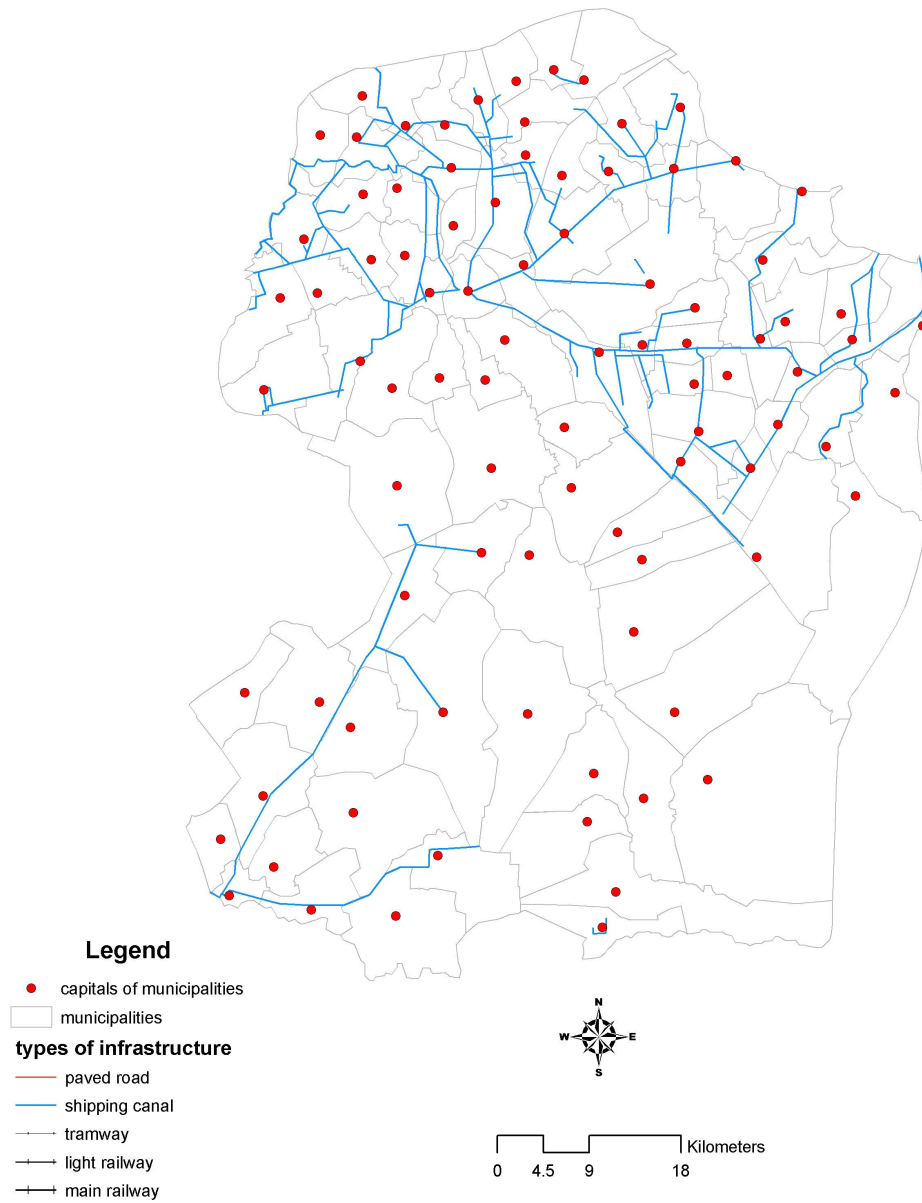 Legend
capitals of municipalities
municipalities
types of infrastructure
paved road
shipping canal
tramway
light railway
main railway
N
W E
S
Kilometers
0 4.5 9 18